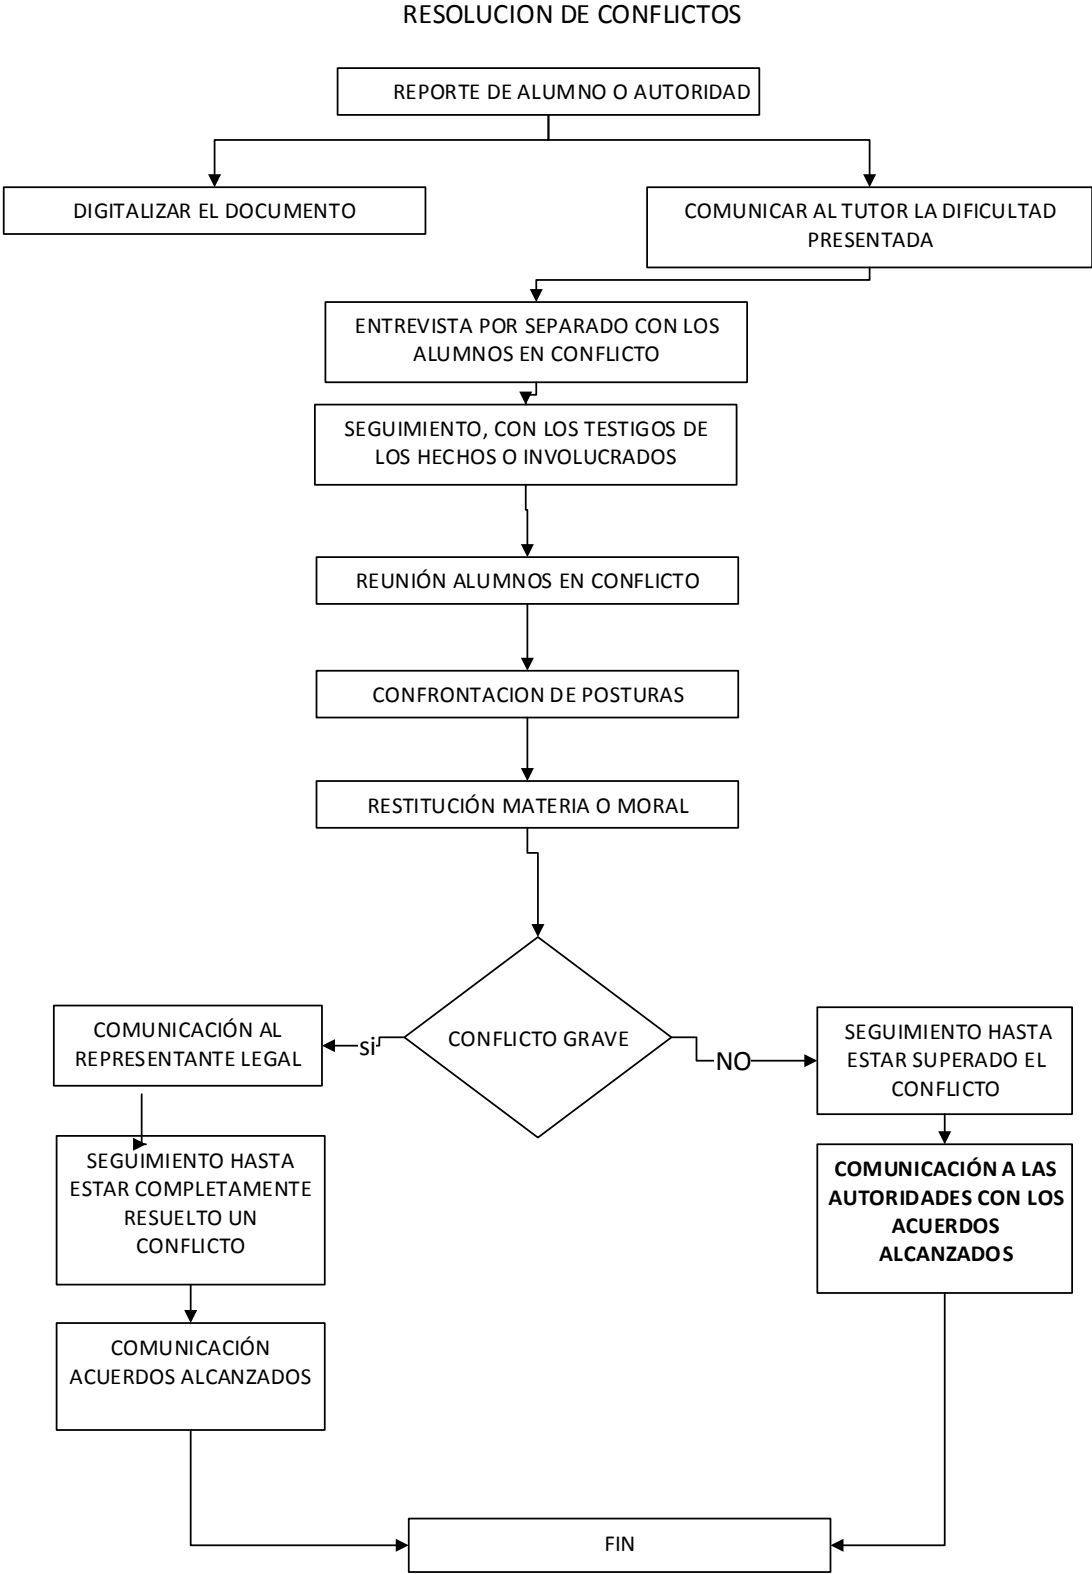 RESOLUCION DE CONFLICTOS
REPORTE DE ALUMNO O AUTORIDAD
DIGITALIZAR EL DOCUMENTO
COMUNICAR AL TUTOR LA DIFICULTAD
PRESENTADA
ENTREVISTA POR SEPARADO CON LOS
ALUMNOS EN CONFLICTO
SEGUIMIENTO, CON LOS TESTIGOS DE
LOS HECHOS O INVOLUCRADOS
REUNIÓN ALUMNOS EN CONFLICTO
CONFRONTACION DE POSTURAS
RESTITUCIÓN MATERIA O MORAL
CONFLICTO GRAVE
si
COMUNICACIÓN AL
REPRESENTANTE LEGAL
SEGUIMIENTO HASTA
ESTAR COMPLETAMENTE
RESUELTO UN
CONFLICTO
COMUNICACIÓN
ACUERDOS ALCANZADOS
NO
SEGUIMIENTO HASTA
ESTAR SUPERADO EL
CONFLICTO
COMUNICACIÓN A LAS
AUTORIDADES CON LOS
ACUERDOS
ALCANZADOS
FIN